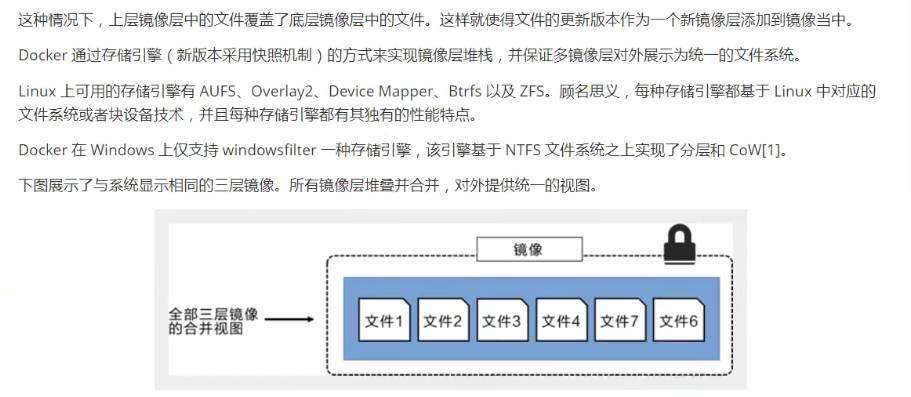 这种情况下，上层镜像层中的文件覆盖了底层镜像层中的文件。这样就使得文件的更新版本作为一个新镜像层添加到镜像当中。
Docker 通过存储引擎（新版本采用快照机制）的方式来实现镜像层堆栈，并保证多镜像层对外展示为统一的文件系统。
Linux 上可用的存储引擎有 AUFS、Overlay2、Device Mapper、Btrfs 以及 ZFS。顾名思义，每种存储引擎都基于 Linux 中对应的
文件系统或者块设备技术，并且每种存储引擎都有其独有的性能特点。
Docker 在 Windows 上仅支持 windowsfilter 一种存储引擎，该引擎基于 NTFS 文件系统之上实现了分层和 CoW[1]。
下图展示了与系统显示相同的三层镜像。所有镜像层堆叠并合并，对外提供统一的视图。
镜像
全部三层镜像
的合并视图
文件1 文件2 文件3 文件4 文件7 文件6